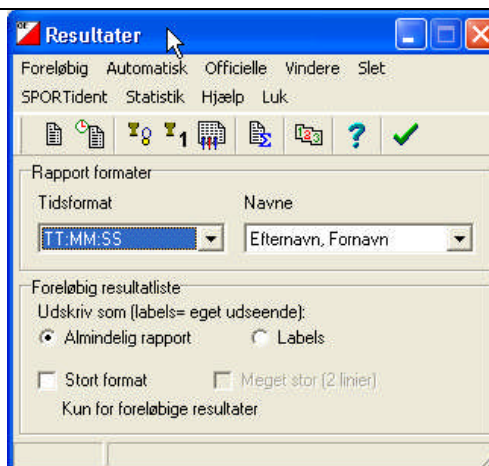 Resultater
Foreløbig Automatisk Officielle Vindere Slet
SPORTident Statistik Hjælp Luk
Rapport formater
Tidsformat Navne
TT:MM:SS Efternavn, Fornavn
Foreløbig resultatliste
Udskriv som (labels= eget udseende):
Almindelig rapport Labels
Stort format Meget stor (2 linier)
Kun for foreløbige resultater